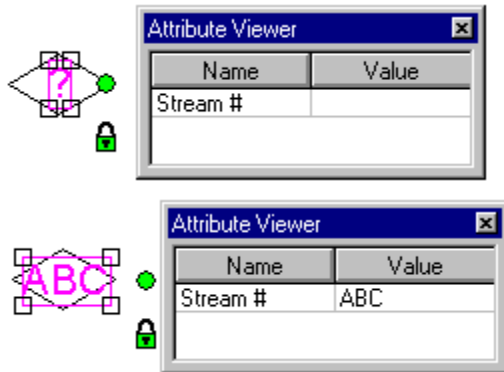 Attribute Viewer
Name Value
?
Stream #
Attribute Viewer
Name Value
ABC
Stream # ABC